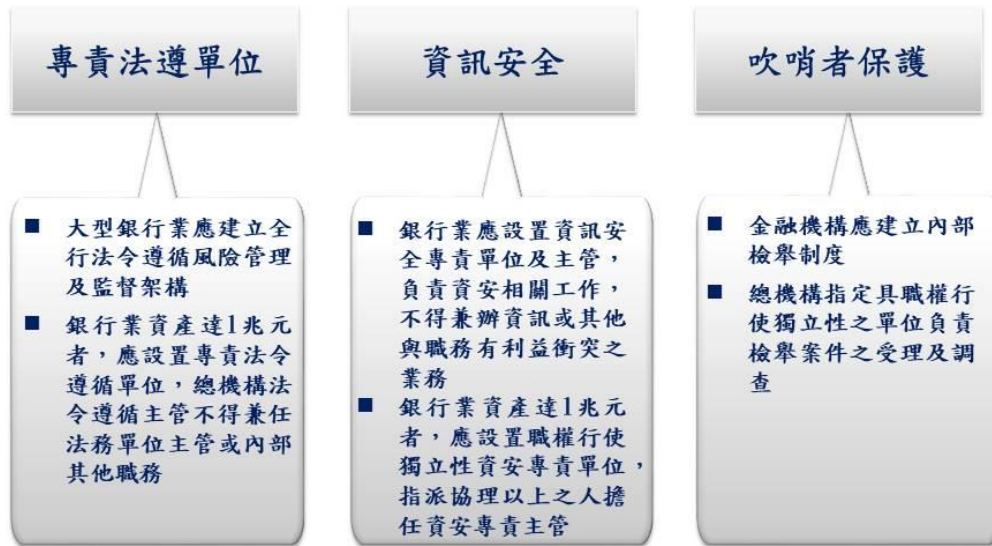 專責法遵單位
大型銀行業應建立全
行法令遵循風險管理
及監督架構
銀行業資產達1兆元
者，應設置專責法令
遵循單位，總機構法
令遵循主管不得兼任
法務單位主管或內部
其他職務
資訊安全
銀行業應設置資訊安
全專責單位及主管，
負責資安相關工作，
不得兼辦資訊或其他
與職務有利益衝突之
業務
銀行業資產達1兆元
者，應設置職權行使
獨立性資安專責單位，
指派協理以上之人擔
任資安專責主管
吹哨者保護
金融機構應建立內部
檢舉制度
總機構指定具職權行
使獨立性之單位負責
檢舉案件之受理及調
查